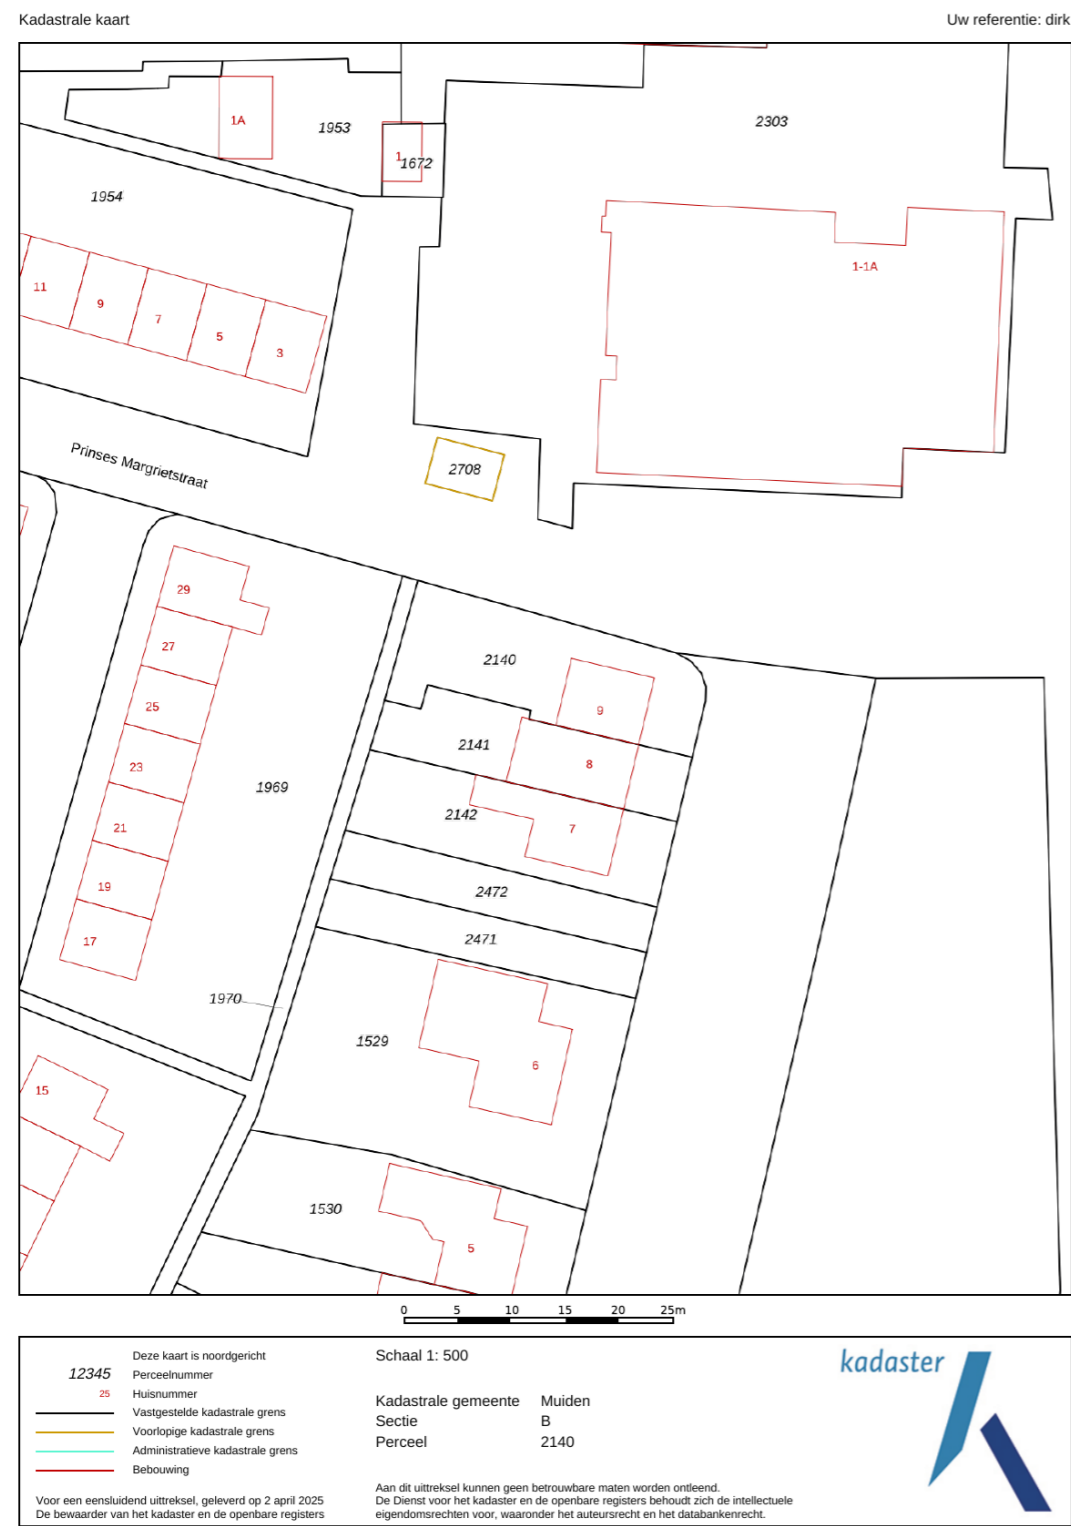 Kadastrale kaart
Uw referentie: dirk
1A
1953
1
1672
2303
1954
1-1A
11
9
7
5
3
Prinses Margrietstraat
2708
29
27
25
23
21
19
17
1969
2140
9
2141
8
2142
7
2472
2471
1970
1529
6
15
1530
5
0 5 10 15 20 25m
Deze kaart is noordgericht
12345 Perceelnummer
25 Huisnummer
Vastgestelde kadastrale grens
Voorlopige kadastrale grens
Administratieve kadastrale grens
Bebouwing
Voor een eensluidend uittreksel, geleverd op 2 april 2025
De bewaarder van het kadaster en de openbare registers
Schaal 1: 500
Kadastrale gemeente Muiden
Sectie B
Perceel 2140
Aan dit uittreksel kunnen geen betrouwbare maten worden ontleend.
De Dienst voor het kadaster en de openbare registers behoudt zich de intellectuele
eigendomsrechten voor, waaronder het auteursrecht en het databankenrecht.
kadaster